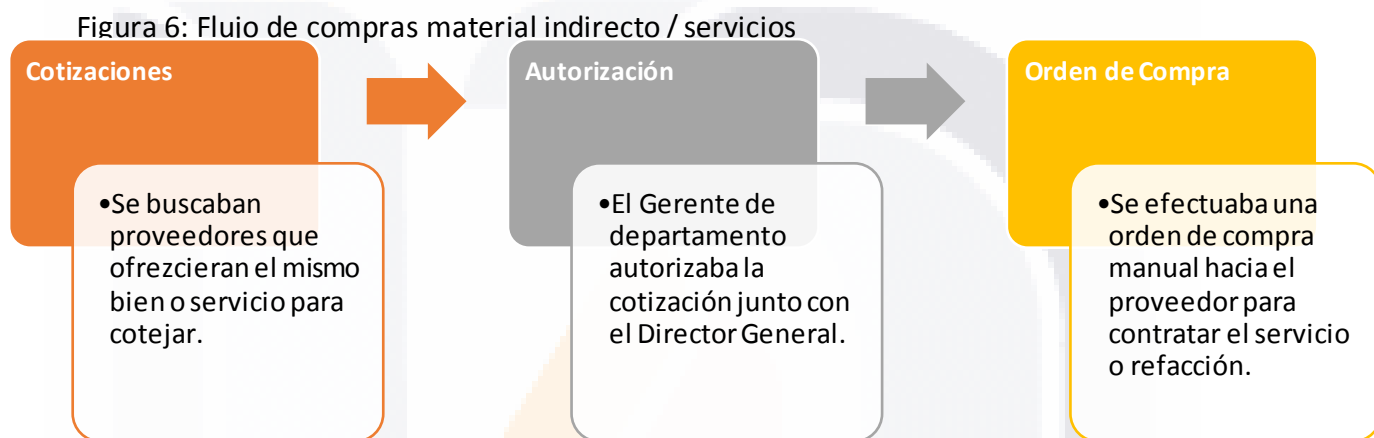 Figura 6: Flujo de compras material indirecto / servicios
Cotizaciones
•Se buscaban
proveedores que
ofrezcieran el mismo
bien o servicio para
cotejar.
Autorización
•El Gerente de
departamento
autorizaba la
cotización junto con
el Director General.
Orden de Compra
•Se efectuaba una
orden de compra
manual hacia el
proveedor para
contratar el servicio
o refacción.